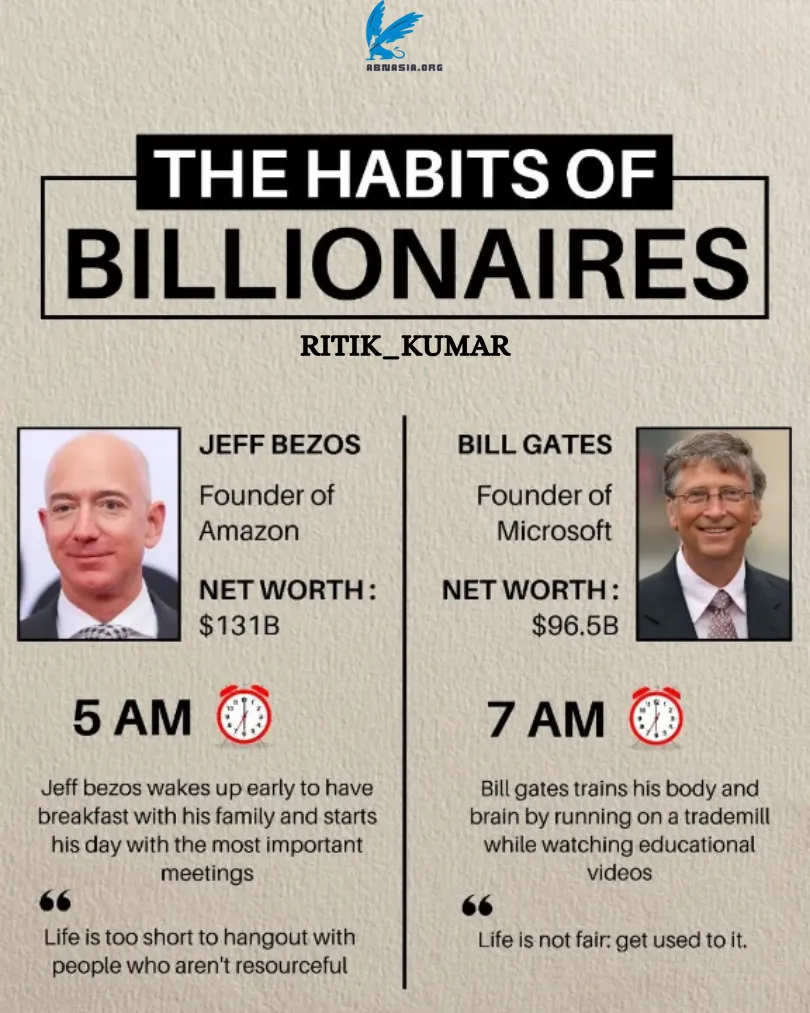 ABNASIA.ORG
THE HABITS OF
BILLIONAIRES
RITIK_KUMAR
JEFF BEZOS
Founder of
Amazon
NET WORTH :
$131B
5 AM
Jeff bezos wakes up early to have
breakfast with his family and starts
his day with the most important
meetings
“
Life is too short to hangout with
people who aren't resourceful
BILL GATES
Founder of
Microsoft
NET WORTH :
$96.5B
7 AM
Bill gates trains his body and
brain by running on a trademill
while watching educational
videos
“
Life is not fair: get used to it.